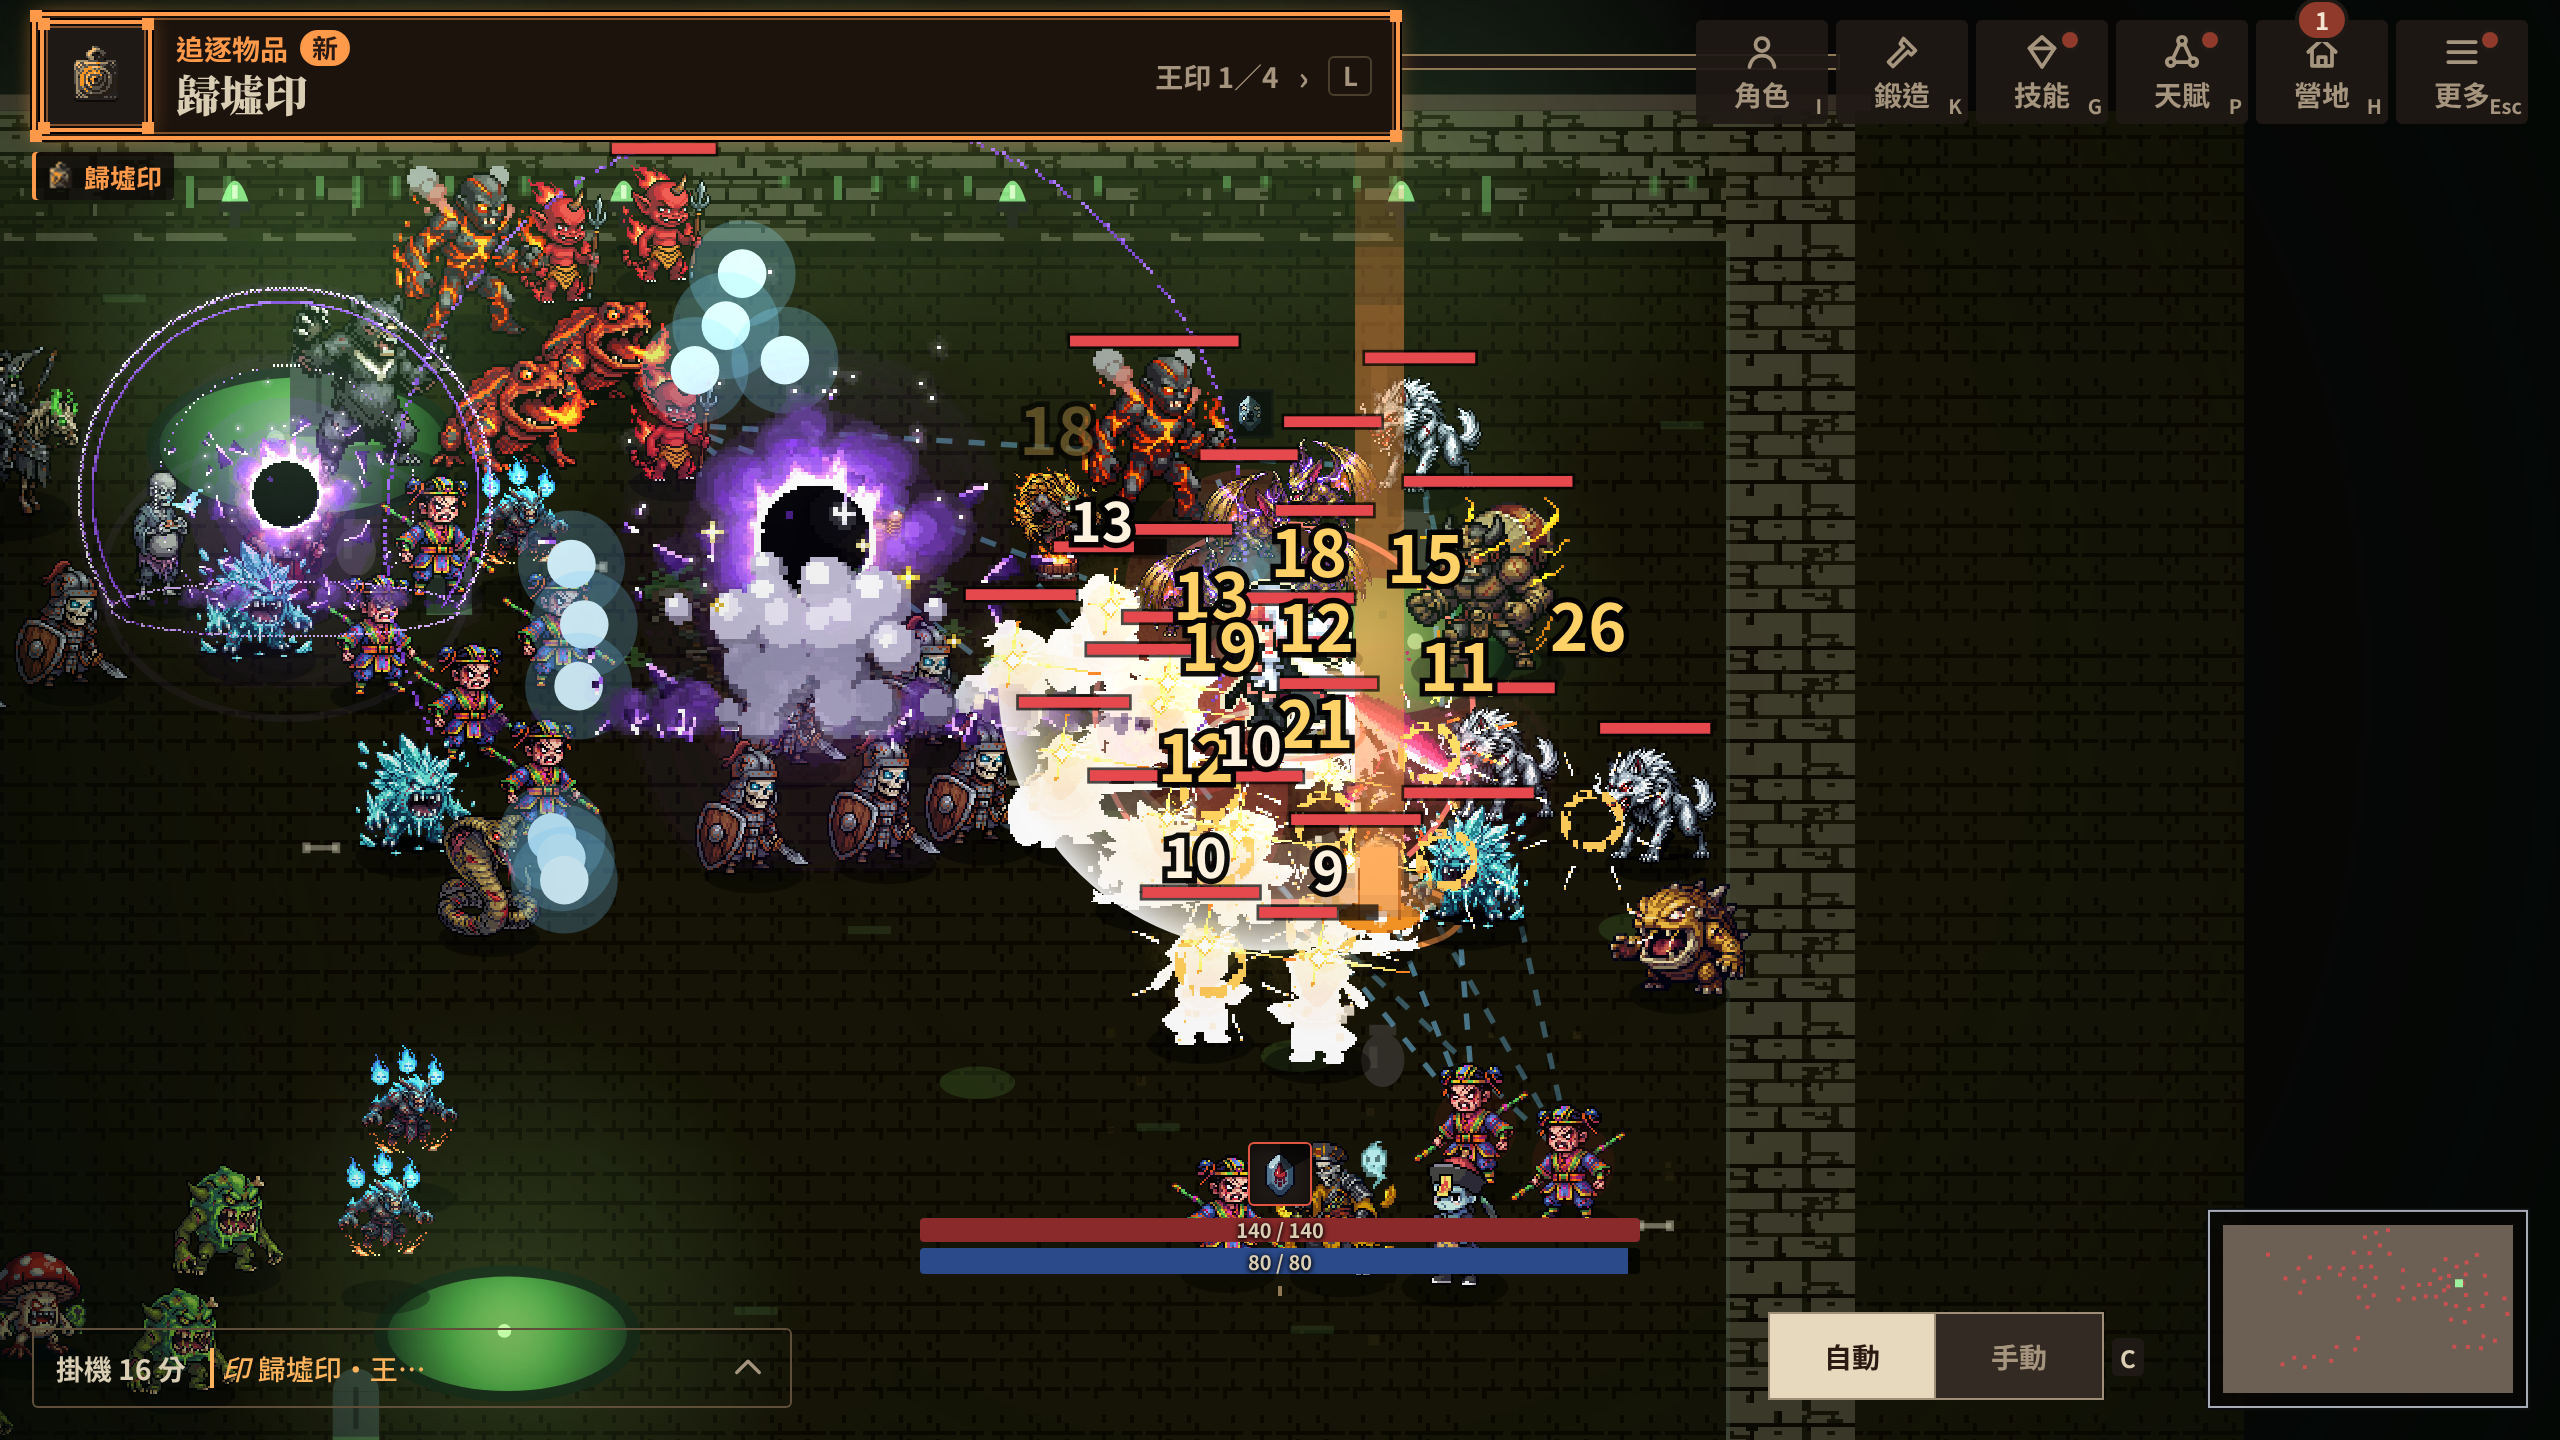 追逐物品 新
歸墟印
王印 1／4 › L
角色 I
鍛造 K
技能 G
天賦 P
1
營地 H
更多 Esc
歸墟印
18
13
18
15
13
12
26
19
11
21
12
10
10
9
140 / 140
80 / 80
掛機 16 分
印 歸墟印・王…
自動
手動
C